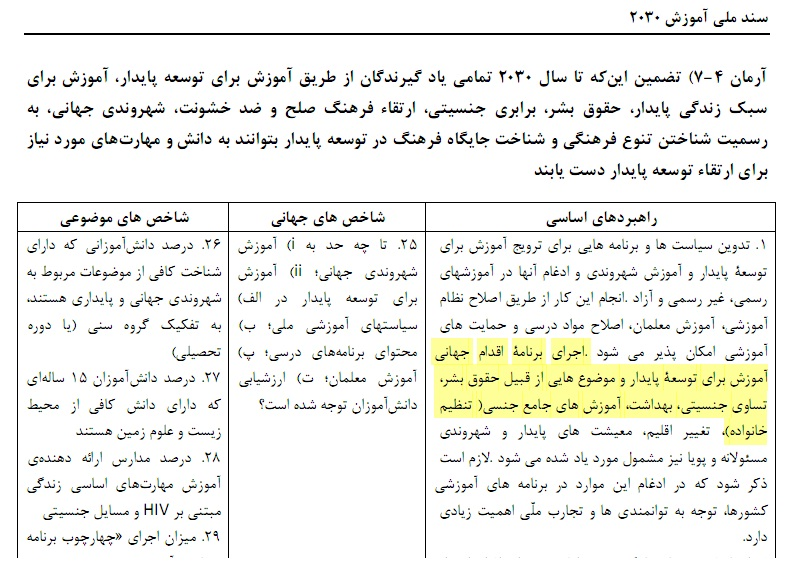 سند ملی آموزش ۲۰۳۰
آرمان ۴-۷) تضمین این‌که تا سال ۲۰۳۰ تمامی یاد گیرندگان از طریق آموزش برای توسعه پایدار، آموزش برای
سبک زندگی پایدار، حقوق بشر، برابری جنسیتی، ارتقاء فرهنگ صلح و ضد خشونت، شهروندی جهانی، به
رسمیت شناختن تنوع فرهنگی و شناخت جایگاه فرهنگ در توسعه پایدار بتوانند به دانش و مهارت‌های مورد نیاز
برای ارتقاء توسعه پایدار دست یابند
راهبردهای اساسی
۱. تدوین سیاست ها و برنامه هایی برای ترویج آموزش برای
توسعۀ پایدار و آموزش شهروندی و ادغام آنها در آموزشهای
رسمی، غیر رسمی و آزاد .انجام این کار از طریق اصلاح نظام
آموزشی، آموزش معلمان، اصلاح مواد درسی و حمایت های
آموزشی امکان پذیر می شود .اجرای برنامۀ اقدام جهانی
آموزش برای توسعۀ پایدار و موضوع هایی از قبیل حقوق بشر،
تساوی جنسیتی، بهداشت، آموزش های جامع جنسی( تنظیم
خانواده)، تغییر اقلیم، معیشت های پایدار و شهروندی
مسئولانه و پویا نیز مشمول مورد یاد شده می شود .لازم است
ذکر شود که در ادغام این موارد در برنامه های آموزشی
کشورها، توجه به توانمندی ها و تجارب ملّی اهمیت زیادی
دارد.
شاخص های جهانی
۲۵. تا چه حد به i) آموزش
شهروندی جهانی؛ ii) آموزش
برای توسعه پایدار در الف)
سیاستهای آموزشی ملی؛ ب)
محتوای برنامه‌های درسی؛ پ)
آموزش معلمان؛ ت) ارزشیابی
دانش‌آموزان توجه شده است؟
شاخص های موضوعی
۲۶. درصد دانش‌آموزانی که دارای
شناخت کافی از موضوعات مربوط به
شهروندی جهانی و پایداری هستند،
به تفکیک گروه سنی (یا دوره
تحصیلی)
۲۷. درصد دانش‌آموزان ۱۵ ساله‌ای
که دارای دانش کافی از محیط
زیست و علوم زمین هستند
۲۸. درصد مدارس ارائه دهنده‌ی
آموزش مهارت‌های اساسی زندگی
مبتنی بر HIV و مسایل جنسیتی
۲۹. میزان اجرای «چهارچوب برنامه